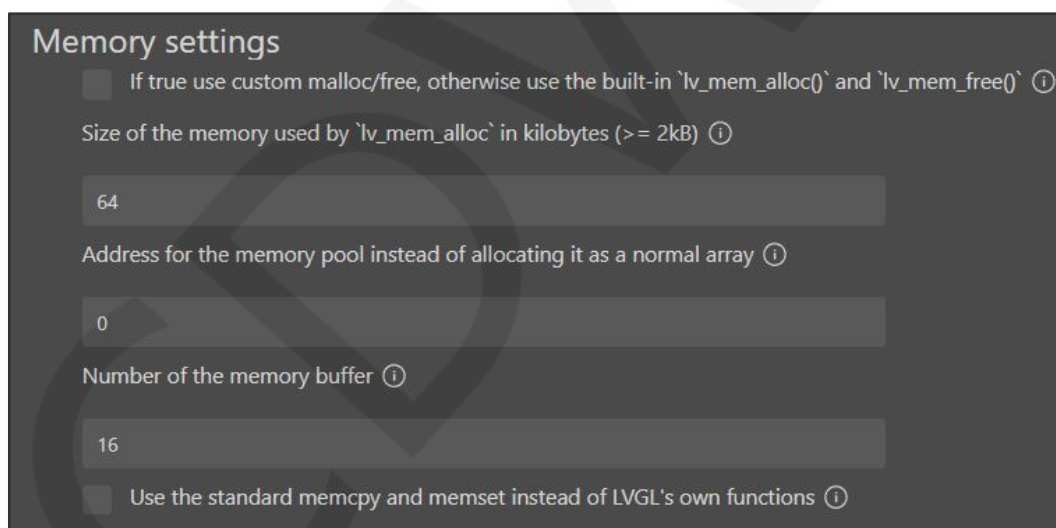 Memory settings
If true use custom malloc/free, otherwise use the built-in `lv_mem_alloc()` and `lv_mem_free()`
Size of the memory used by `lv_mem_alloc` in kilobytes (>= 2kB)
64
Address for the memory pool instead of allocating it as a normal array
0
Number of the memory buffer
16
Use the standard memcpy and memset instead of LVGL's own functions